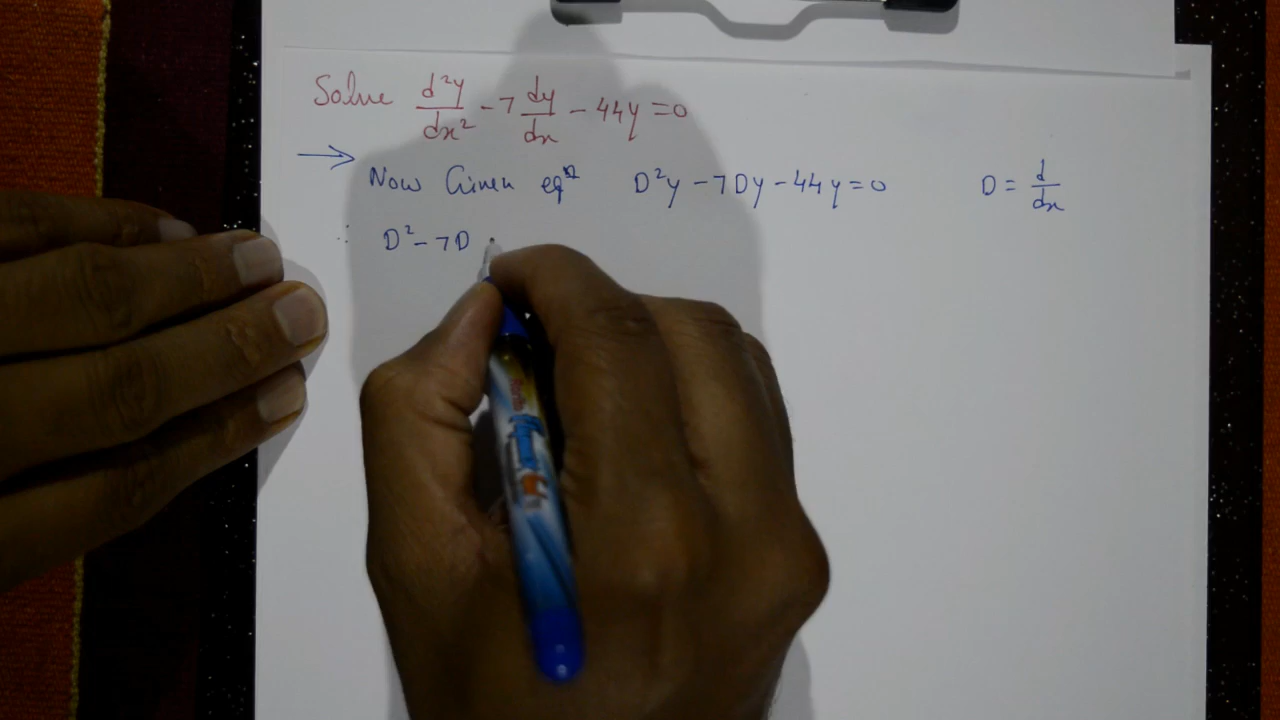 Solve d²y/dx² - 7 dy/dx - 44y = 0
→ Now Given eqⁿ D²y - 7Dy - 44y = 0 D = d/dx
∴ D² - 7D